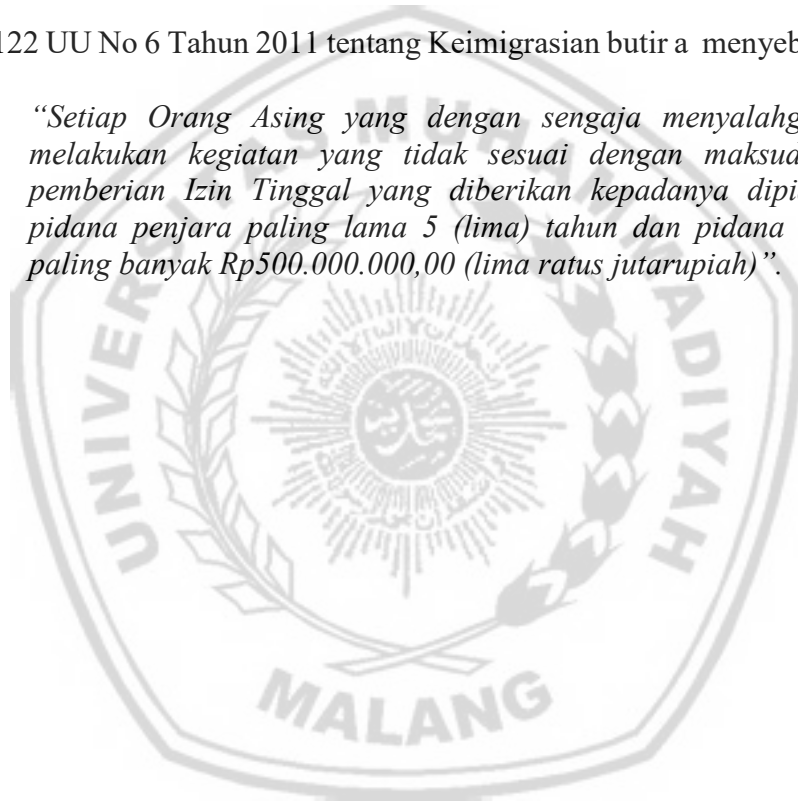 122 UU No 6 Tahun 2011 tentang Keimigrasian butir a menyeb
“Setiap Orang Asing yang dengan sengaja menyalahg
melakukan kegiatan yang tidak sesuai dengan maksud
pemberian Izin Tinggal yang diberikan kepadanya dipi
pidana penjara paling lama 5 (lima) tahun dan pidana
paling banyak Rp500.000.000,00 (lima ratus jutarupiah)”.
UNIVERSITAS MUHAMMADIYAH
MALANG